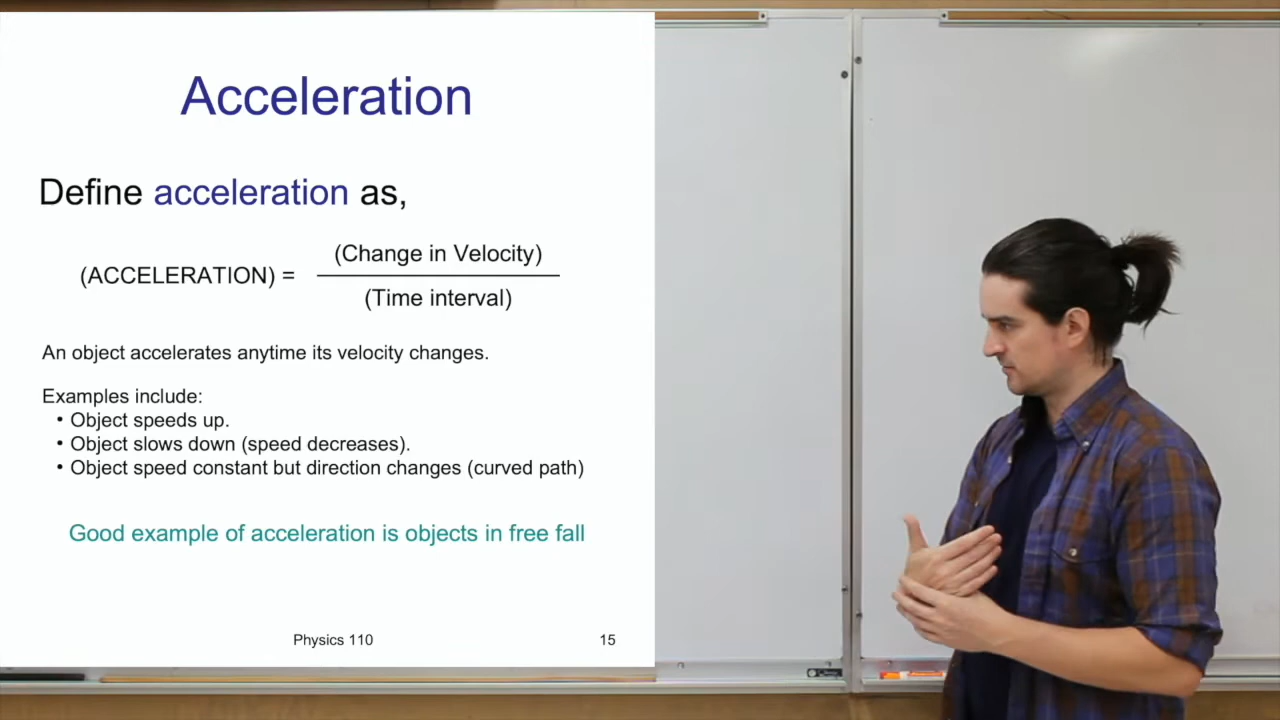 Acceleration
Define acceleration as,
(ACCELERATION) =
(Change in Velocity)
(Time interval)
An object accelerates anytime its velocity changes.
Examples include:
• Object speeds up.
• Object slows down (speed decreases).
• Object speed constant but direction changes (curved path)
Good example of acceleration is objects in free fall
Physics 110
15